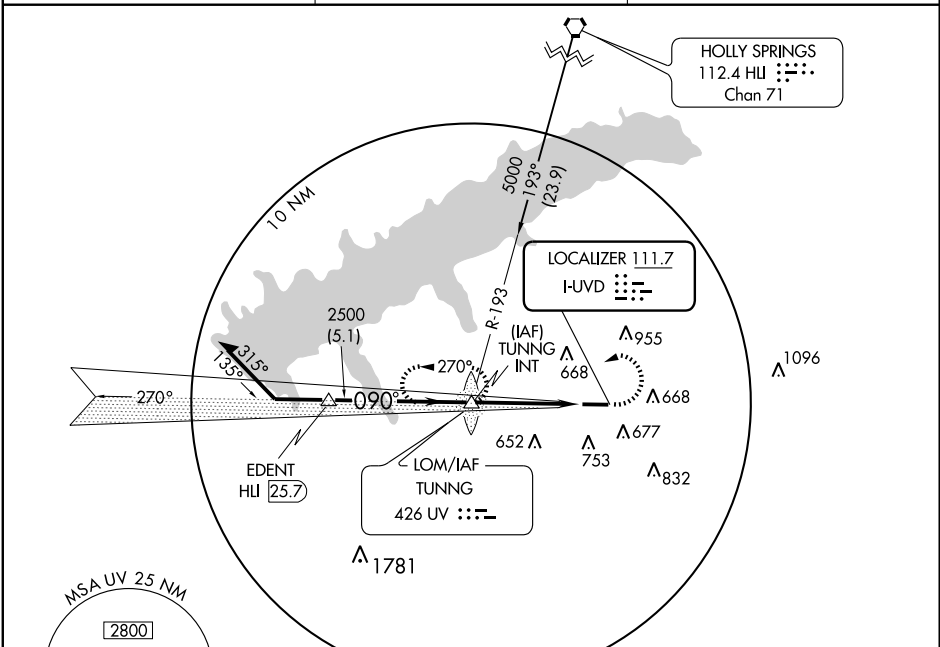 HOLLY SPRINGS
112.4 HLI
Chan 71
10 NM
5000
193°
(23.9)
LOCALIZER 111.7
I-UVD
R-193
2500
(5.1)
(IAF)
TUNNG
INT
955
668
1096
315°
135°
270°
270°
090°
668
677
652
753
832
EDENT
HLI 25.7
LOM/IAF
TUNNG
426 UV
1781
MSA UV 25 NM
2800